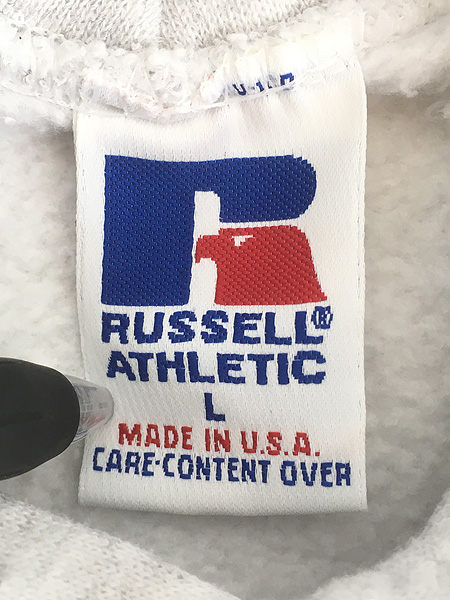 RUSSELL®
ATHLETIC
L
MADE IN U.S.A.
CARE-CONTENT OVER